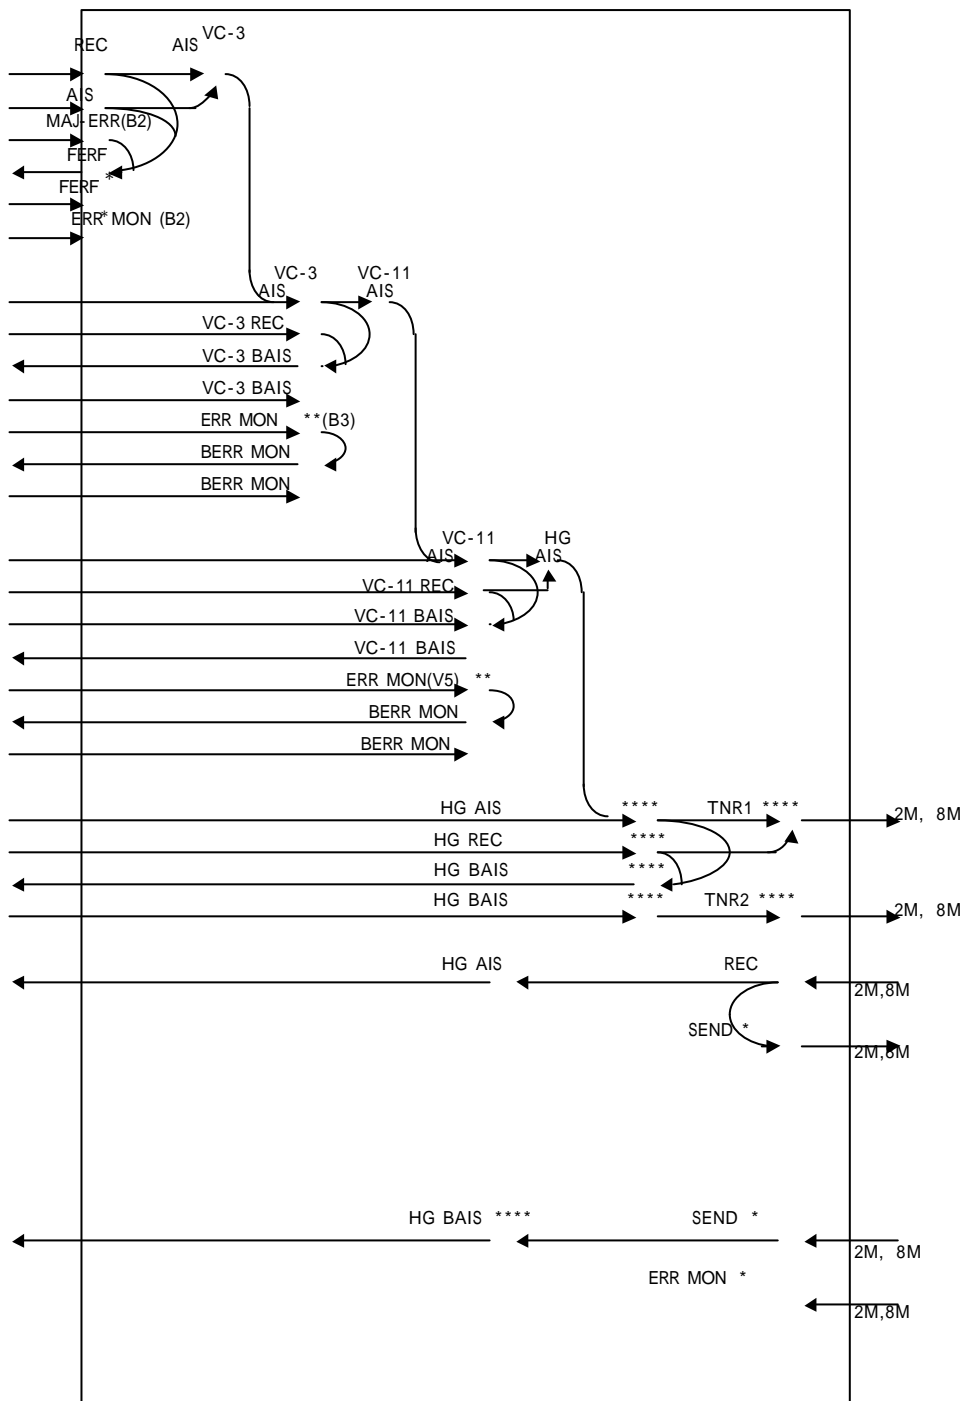 VC-3
REC AIS
AIS
MAJ-ERR(B2)
FERF
FERF *
ERR*MON (B2)
VC-3 VC-11
AIS AIS
VC-3 REC
VC-3 BAIS
VC-3 BAIS
ERR MON **(B3)
BERR MON
BERR MON
VC-11 HG
AIS AIS
VC-11 REC
VC-11 BAIS
VC-11 BAIS
ERR MON(V5) **
BERR MON
BERR MON
HG AIS **** TNR1 **** 2M, 8M
HG REC ****
HG BAIS ****
HG BAIS **** TNR2 **** 2M, 8M
HG AIS REC
2M,8M
SEND *
2M,8M
HG BAIS **** SEND *
2M, 8M
ERR MON *
2M,8M